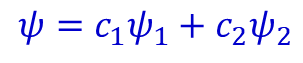 ψ = c₁ψ₁ + c₂ψ₂